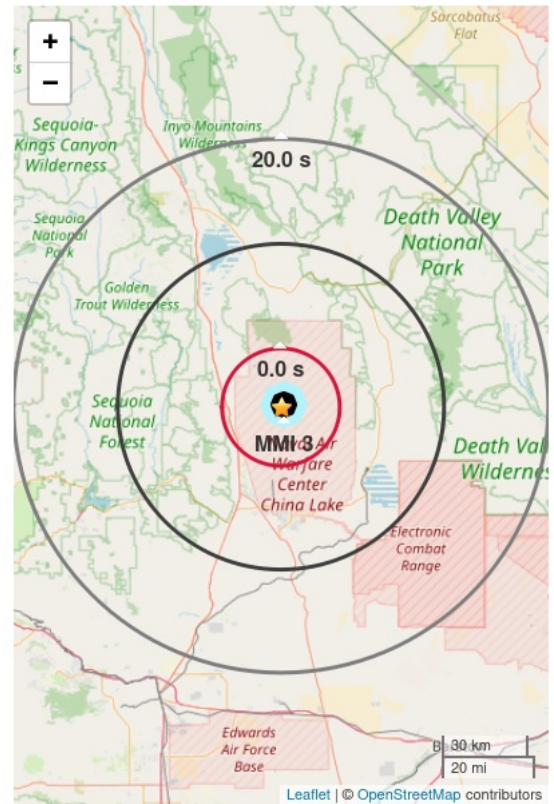 Sarcobatus
Flat
+
−
Sequoia-
Kings Canyon
Wilderness
Inyo Mountains
Wilderness
20.0 s
Sequoia
National
Park
Death Valley
National
Park
Golden
Trout Wilderness
0.0 s
Sequoia
National
Forest
MMI 3
Air
Warfare
Center
China Lake
Death Val
Wildernes
Electronic
Combat
Range
Edwards
Air Force
Base
30 km
20 mi
Leaflet | © OpenStreetMap contributors